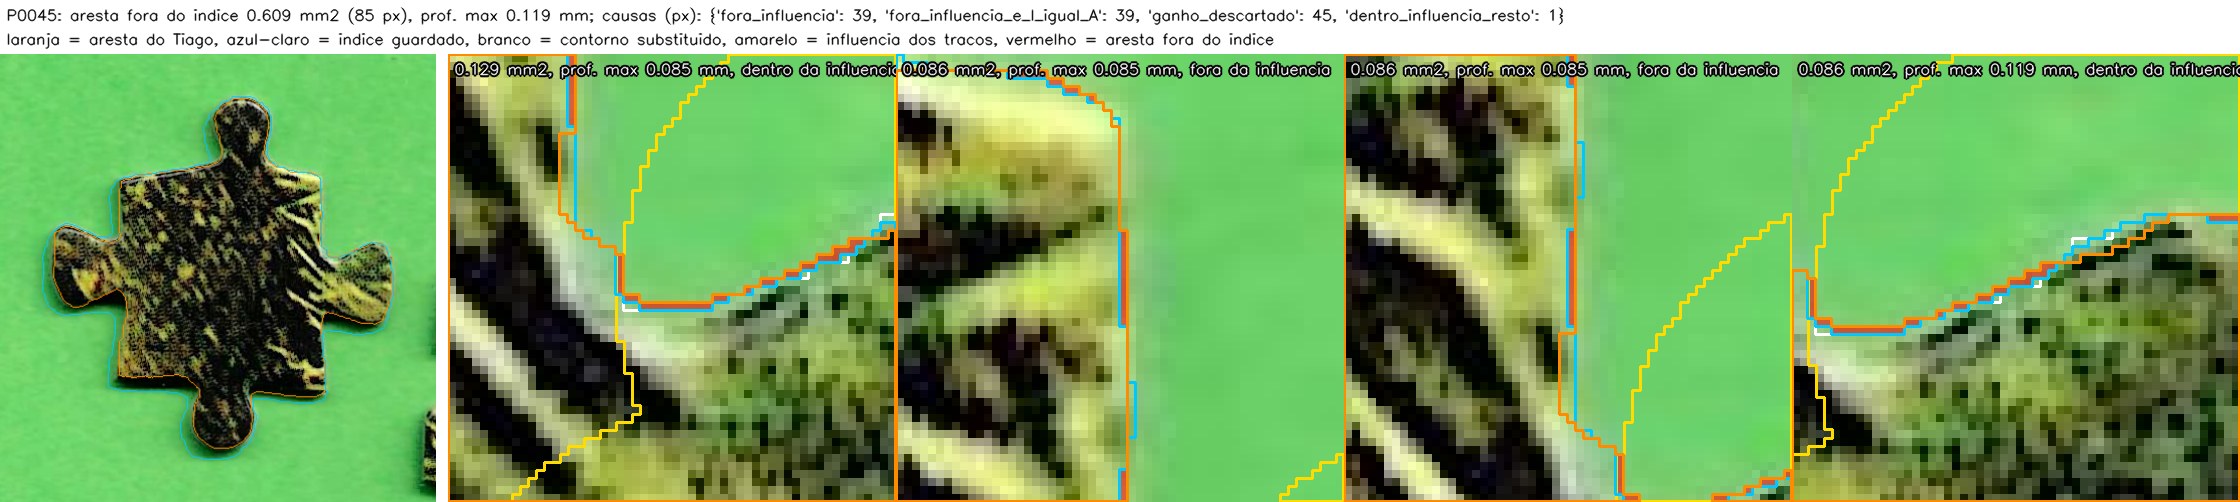 P0045: aresta fora do indice 0.609 mm2 (85 px), prof. max 0.119 mm; causas (px): {'fora_influencia': 39, 'fora_influencia_e_I_igual_A': 39, 'ganho_descartado': 45, 'dentro_influencia_resto': 1}
laranja = aresta do Tiago, azul-claro = indice guardado, branco = contorno substituido, amarelo = influencia dos tracos, vermelho = aresta fora do indice
0.129 mm2, prof. max 0.085 mm, dentro da influencia
0.086 mm2, prof. max 0.085 mm, fora da influencia
0.086 mm2, prof. max 0.085 mm, fora da influencia
0.086 mm2, prof. max 0.119 mm, dentro da influencia